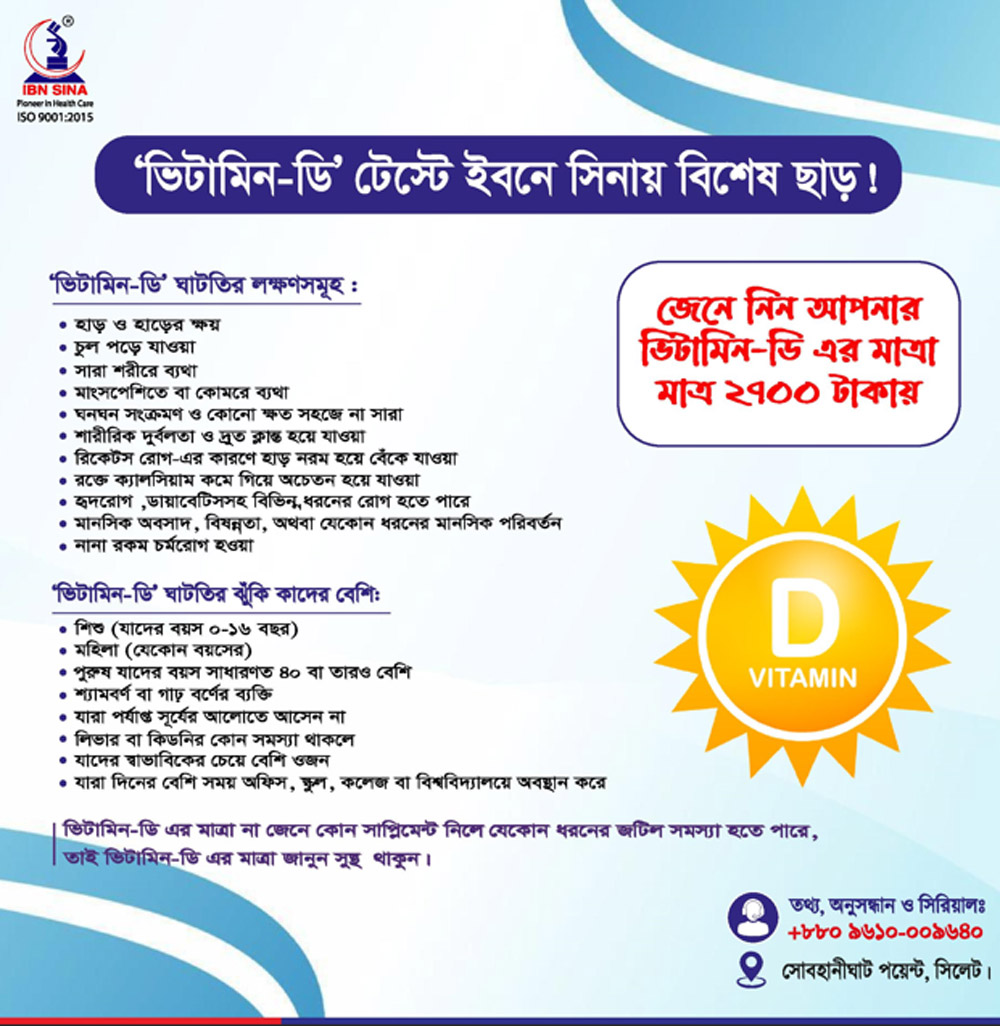 ®
IBN SINA
Pioneer in Health Care
ISO 9001:2015
‘ভিটামিন-ডি’ টেস্টে ইবনে সিনায় বিশেষ ছাড়!
‘ভিটামিন-ডি’ ঘাটতির লক্ষণসমূহ :
• হাড় ও হাড়ের ক্ষয়
• চুল পড়ে যাওয়া
• সারা শরীরে ব্যথা
• মাংসপেশিতে বা কোমরে ব্যথা
• ঘনঘন সংক্রমণ ও কোনো ক্ষত সহজে না সারা
• শারীরিক দুর্বলতা ও দ্রুত ক্লান্ত হয়ে যাওয়া
• রিকেটস রোগ-এর কারণে হাড় নরম হয়ে বেঁকে যাওয়া
• রক্তে ক্যালসিয়াম কমে গিয়ে অচেতন হয়ে যাওয়া
• হৃদরোগ ,ডায়াবেটিসসহ বিভিন্ন,ধরনের রোগ হতে পারে
• মানসিক অবসাদ, বিষন্নতা, অথবা যেকোন ধরনের মানসিক পরিবর্তন
• নানা রকম চর্মরোগ হওয়া
জেনে নিন আপনার
ভিটামিন-ডি এর মাত্রা
মাত্র ২৭০০ টাকায়
‘ভিটামিন-ডি’ ঘাটতির ঝুঁকি কাদের বেশি:
• শিশু (যাদের বয়স ০-১৬ বছর)
• মহিলা (যেকোন বয়সের)
• পুরুষ যাদের বয়স সাধারণত ৪০ বা তারও বেশি
• শ্যামবর্ণ বা গাঢ় বর্ণের ব্যক্তি
• যারা পর্যাপ্ত সূর্যের আলোতে আসেন না
• লিভার বা কিডনির কোন সমস্যা থাকলে
• যাদের স্বাভাবিকের চেয়ে বেশি ওজন
• যারা দিনের বেশি সময় অফিস, স্কুল, কলেজ বা বিশ্ববিদ্যালয়ে অবস্থান করে
D
VITAMIN
ভিটামিন-ডি এর মাত্রা না জেনে কোন সাপ্লিমেন্ট নিলে যেকোন ধরনের জটিল সমস্যা হতে পারে,
তাই ভিটামিন-ডি এর মাত্রা জানুন সুস্থ থাকুন।
তথ্য, অনুসন্ধান ও সিরিয়ালঃ
+৮৮০ ৯৬১০-০০৯৬৪০
সোবহানীঘাট পয়েন্ট, সিলেট।